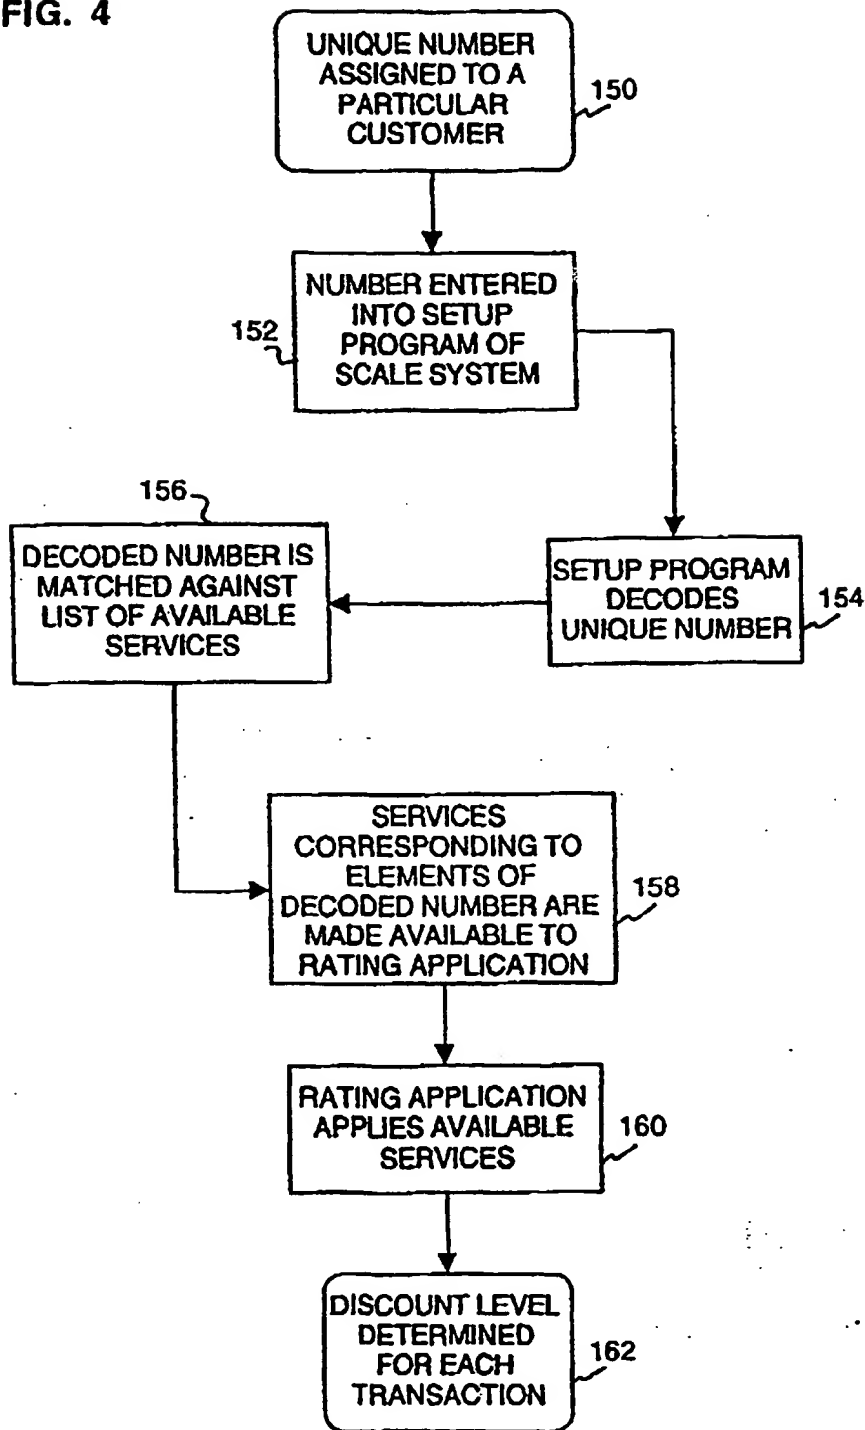 FIG. 4
UNIQUE NUMBER
ASSIGNED TO A
PARTICULAR
CUSTOMER
150
NUMBER ENTERED
INTO SETUP
PROGRAM OF
SCALE SYSTEM
152
SETUP PROGRAM
DECODES
UNIQUE NUMBER
154
156
DECODED NUMBER IS
MATCHED AGAINST
LIST OF AVAILABLE
SERVICES
SERVICES
CORRESPONDING TO
ELEMENTS OF
DECODED NUMBER ARE
MADE AVAILABLE TO
RATING APPLICATION
158
RATING APPLICATION
APPLIES AVAILABLE
SERVICES
160
DISCOUNT LEVEL
DETERMINED
FOR EACH
TRANSACTION
162